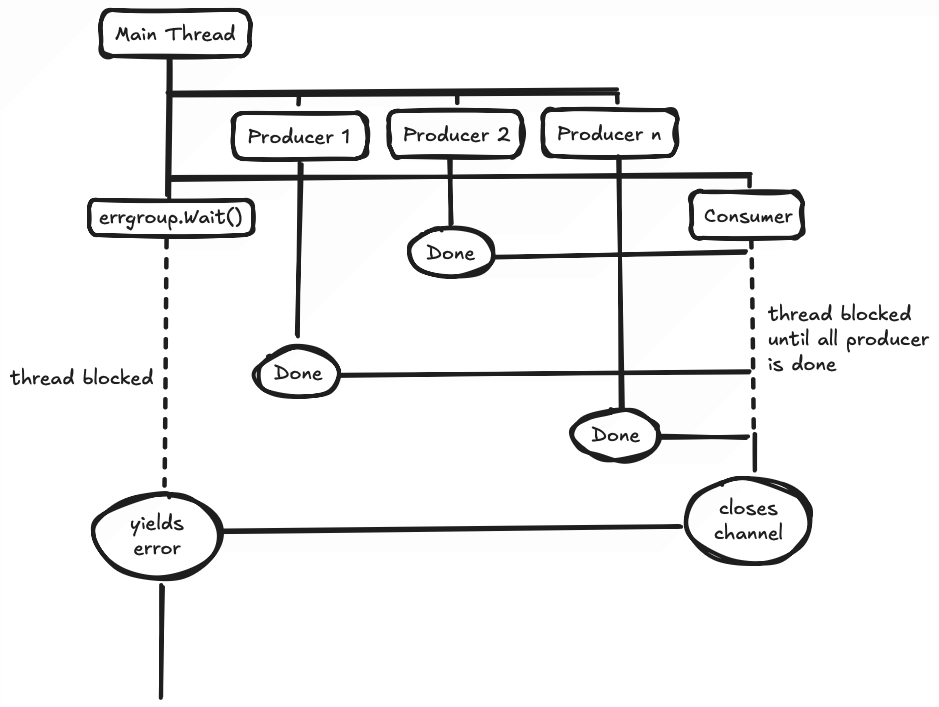 Main Thread
Producer 1
Producer 2
Producer n
errgroup.Wait()
Consumer
Done
thread blocked
until all producer
is done
Done
thread blocked
Done
yields
error
closes
channel